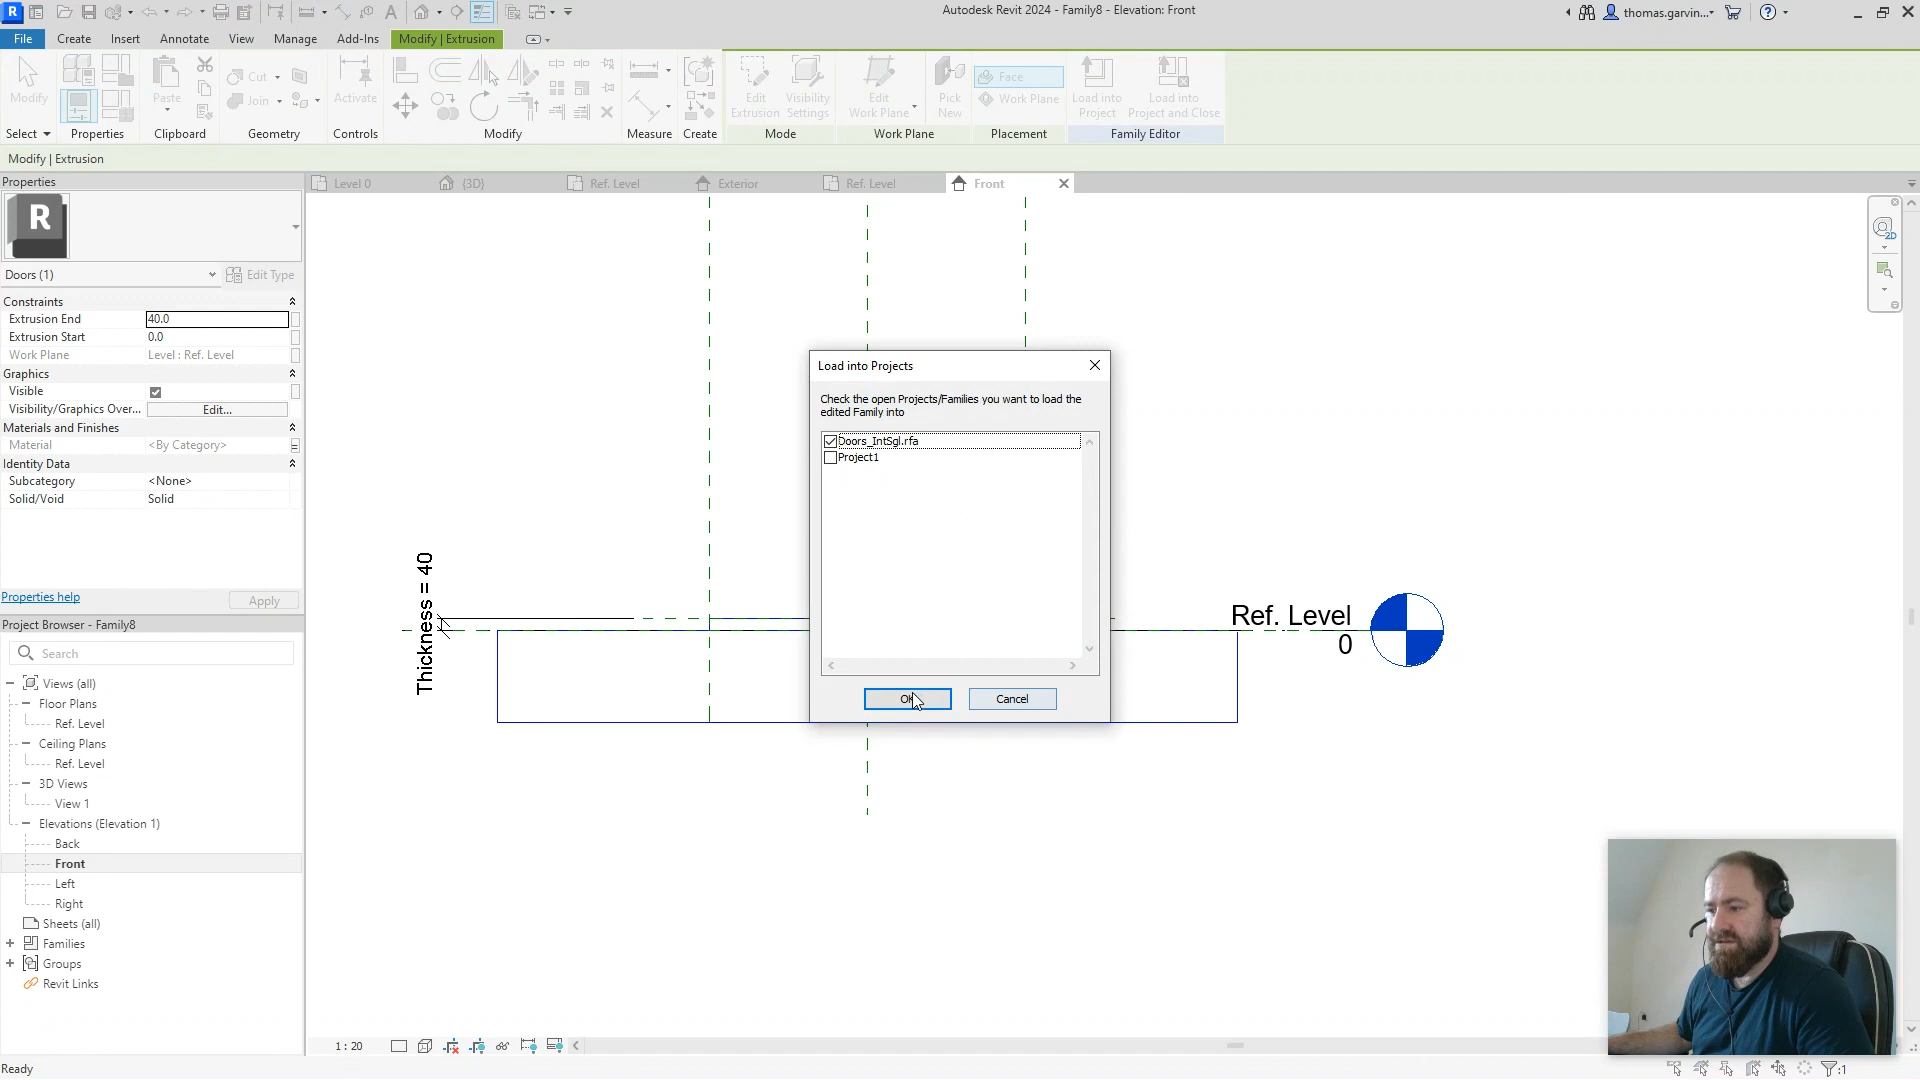 Autodesk Revit 2024 - Family8 - Elevation: Front
thomas.garvin...
File
Create
Insert
Annotate
View
Manage
Add-Ins
Modify | Extrusion
Modify
Paste
Cut
Join
Activate
Edit Extrusion
Visibility Settings
Edit Work Plane
Pick New
Face
Work Plane
Load into Project
Load into Project and Close
Select
Properties
Clipboard
Geometry
Controls
Modify
Measure
Create
Mode
Work Plane
Placement
Family Editor
Modify | Extrusion
Properties
R
Doors (1)
Edit Type
Constraints
Extrusion End 40.0
Extrusion Start 0.0
Work Plane Level : Ref. Level
Graphics
Visible
Visibility/Graphics Over... Edit...
Materials and Finishes
Material <By Category>
Identity Data
Subcategory <None>
Solid/Void Solid
Properties help
Apply
Project Browser - Family8
Search
Views (all)
Floor Plans
Ref. Level
Ceiling Plans
Ref. Level
3D Views
View 1
Elevations (Elevation 1)
Back
Front
Left
Right
Sheets (all)
Families
Groups
Revit Links
Level 0
{3D}
Ref. Level
Exterior
Ref. Level
Front
2D
Thickness = 40
Ref. Level
0
Load into Projects
Check the open Projects/Families you want to load the
edited Family into
Doors_IntSgl.rfa
Project1
OK
Cancel
1 : 20
Ready
:1